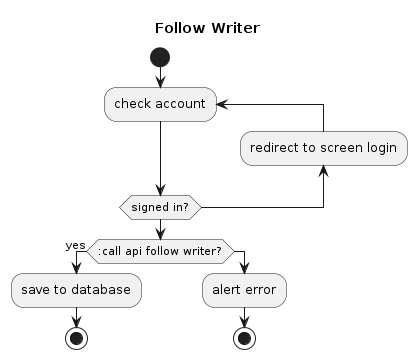 Follow Writer
check account
redirect to screen login
signed in?
yes
:call api follow writer?
save to database
alert error